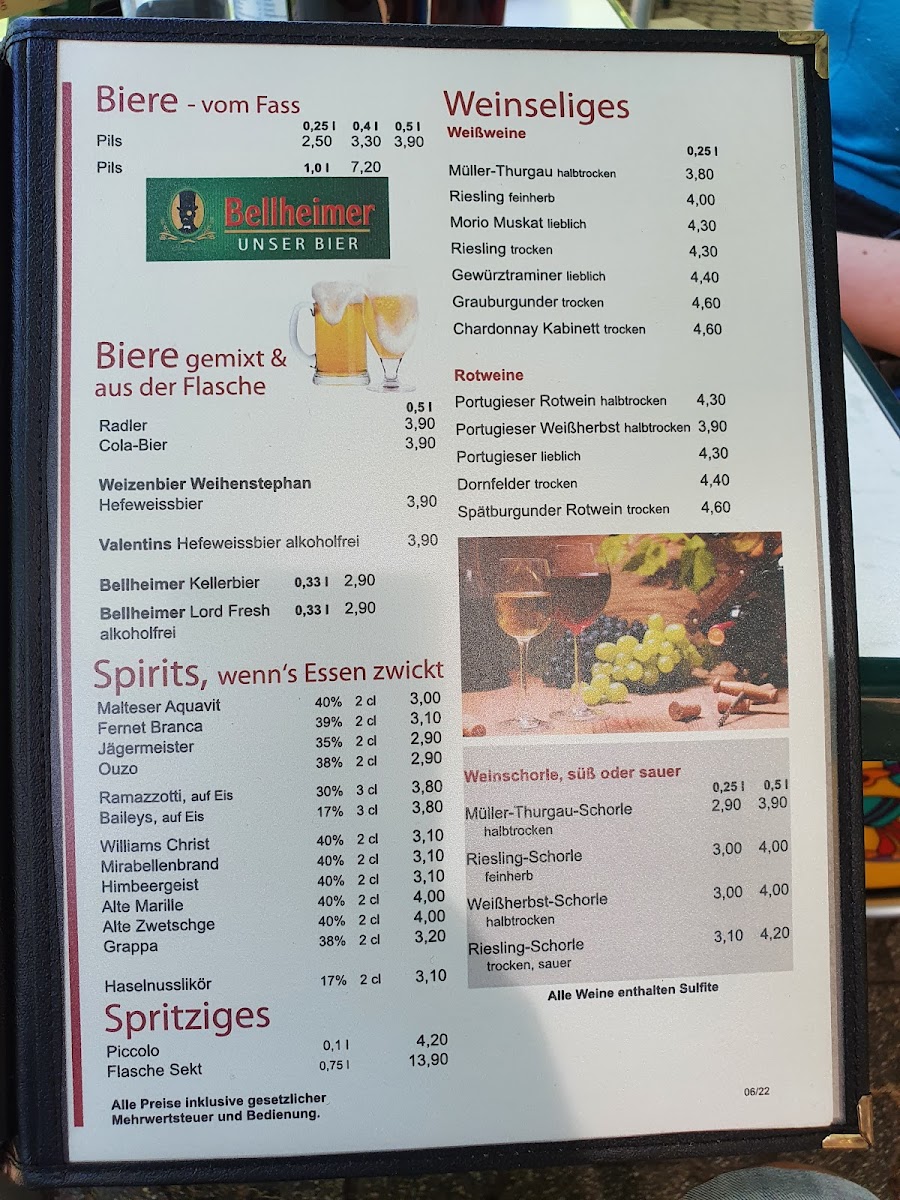 Biere - vom Fass
0,25 l 0,4 l 0,5 l
Pils 2,50 3,30 3,90
Pils 1,0 l 7,20
Bellheimer
UNSER BIER
Biere gemixt &
aus der Flasche
0,5 l
Radler 3,90
Cola-Bier 3,90
Weizenbier Weihenstephan
Hefeweissbier 3,90
Valentins Hefeweissbier alkoholfrei 3,90
Bellheimer Kellerbier 0,33 l 2,90
Bellheimer Lord Fresh 0,33 l 2,90
alkoholfrei
Spirits, wenn's Essen zwickt
Malteser Aquavit 40% 2 cl 3,00
Fernet Branca 39% 2 cl 3,10
Jägermeister 35% 2 cl 2,90
Ouzo 38% 2 cl 2,90
Ramazzotti, auf Eis 30% 3 cl 3,80
Baileys, auf Eis 17% 3 cl 3,80
Williams Christ 40% 2 cl 3,10
Mirabellenbrand 40% 2 cl 3,10
Himbeergeist 40% 2 cl 3,10
Alte Marille 40% 2 cl 4,00
Alte Zwetschge 40% 2 cl 4,00
Grappa 38% 2 cl 3,20
Haselnusslikör 17% 2 cl 3,10
Spritziges
Piccolo 0,1 l 4,20
Flasche Sekt 0,75 l 13,90
Alle Preise inklusive gesetzlicher
Mehrwertsteuer und Bedienung.
Weinseliges
Weißweine
0,25 l
Müller-Thurgau halbtrocken 3,80
Riesling feinherb 4,00
Morio Muskat lieblich 4,30
Riesling trocken 4,30
Gewürztraminer lieblich 4,40
Grauburgunder trocken 4,60
Chardonnay Kabinett trocken 4,60
Rotweine
Portugieser Rotwein halbtrocken 4,30
Portugieser Weißherbst halbtrocken 3,90
Portugieser lieblich 4,30
Dornfelder trocken 4,40
Spätburgunder Rotwein trocken 4,60
Weinschorle, süß oder sauer
0,25 l 0,5 l
Müller-Thurgau-Schorle 2,90 3,90
halbtrocken
Riesling-Schorle 3,00 4,00
feinherb
Weißherbst-Schorle 3,00 4,00
halbtrocken
Riesling-Schorle 3,10 4,20
trocken, sauer
Alle Weine enthalten Sulfite
06/22